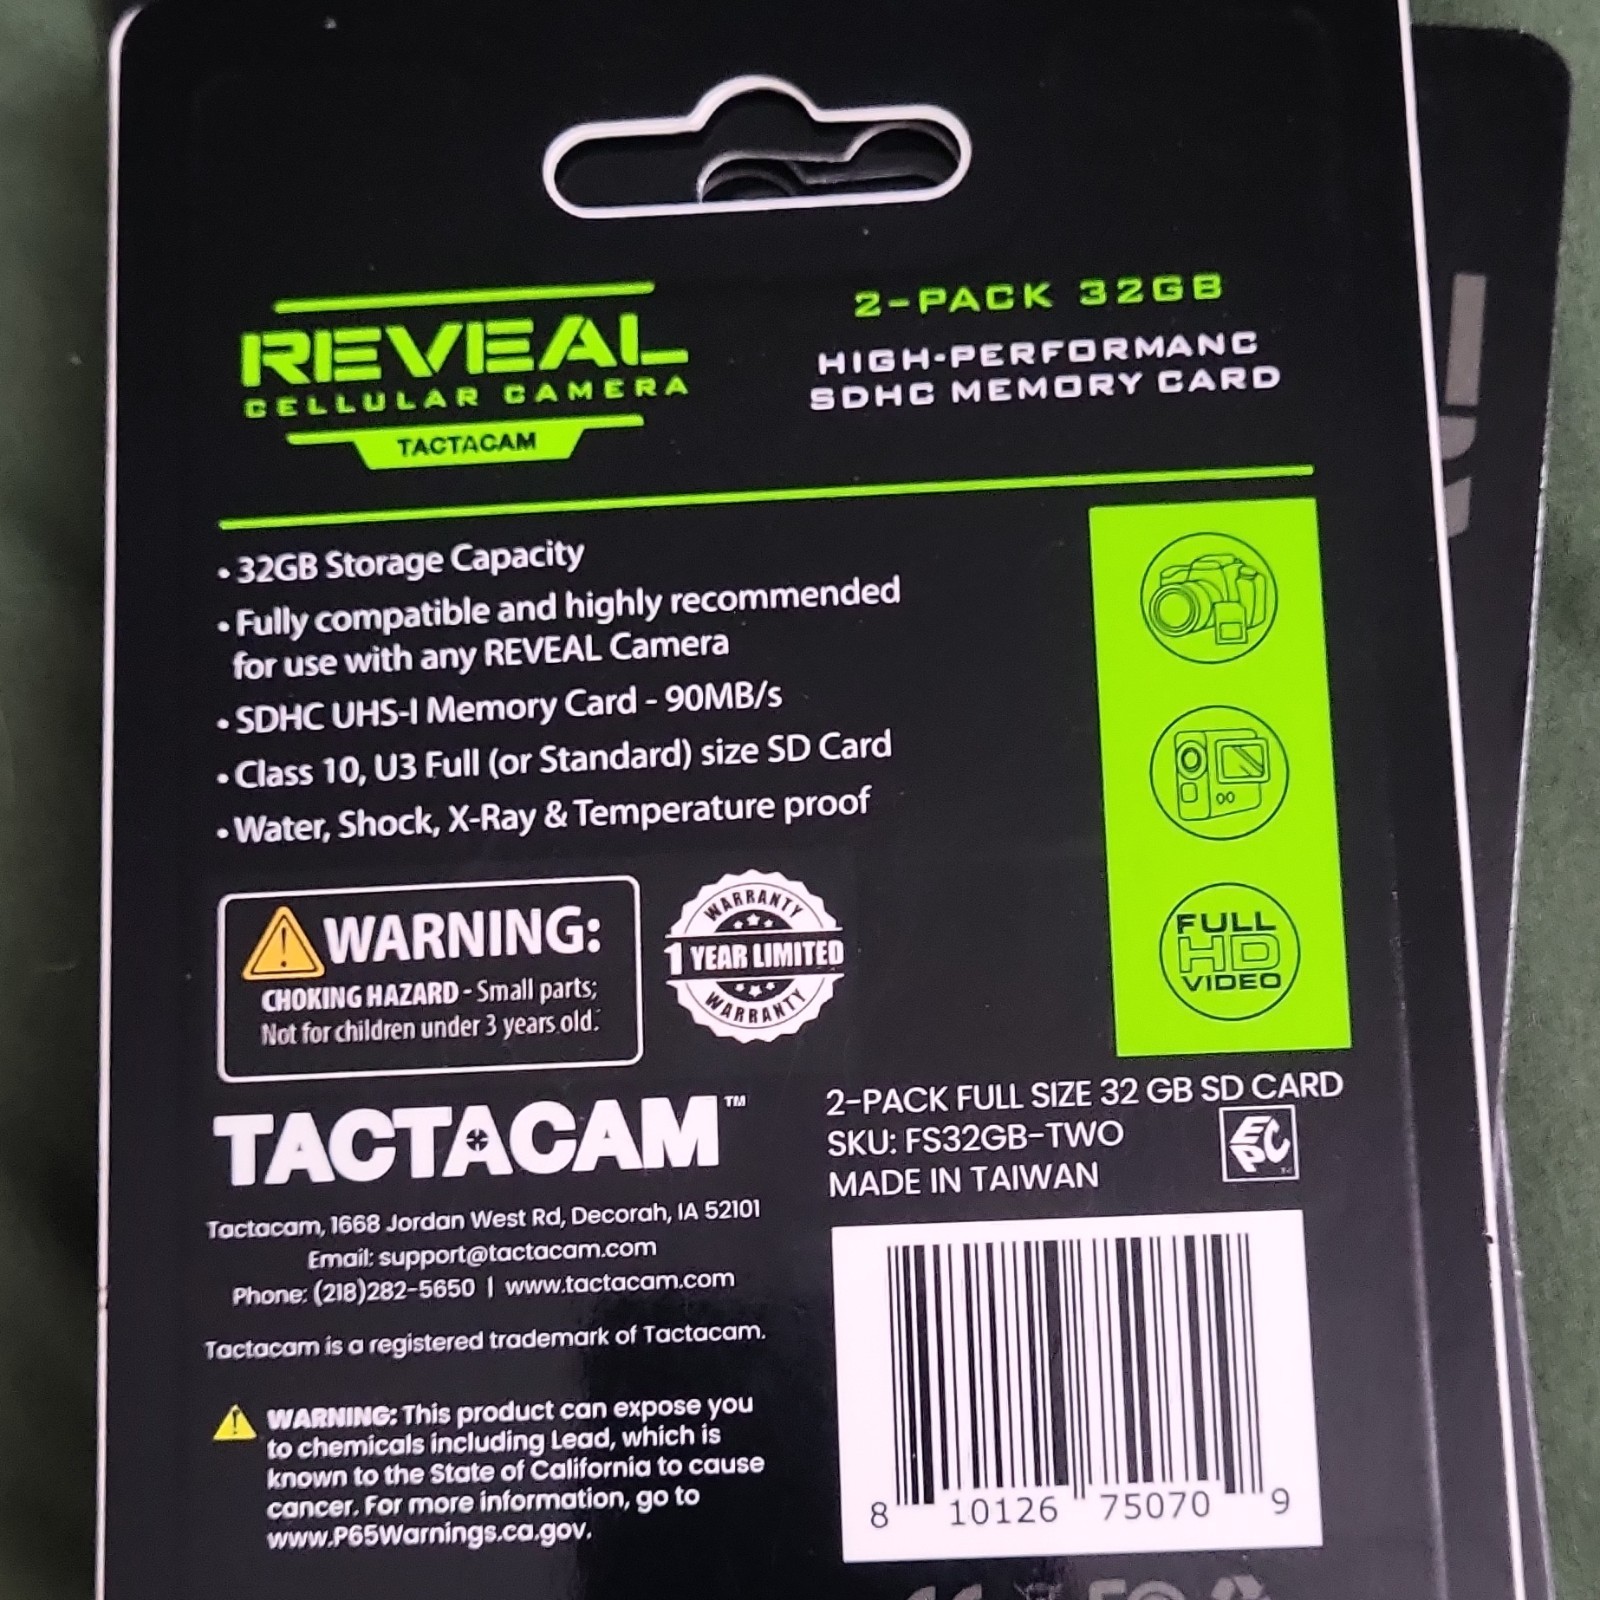 REVEAL
CELLULAR CAMERA
TACTACAM
2-PACK 32GB
HIGH-PERFORMANC
SDHC MEMORY CARD
• 32GB Storage Capacity
• Fully compatible and highly recommended
for use with any REVEAL Camera
• SDHC UHS-I Memory Card - 90MB/s
• Class 10, U3 Full (or Standard) size SD Card
• Water, Shock, X-Ray & Temperature proof
FULL
HD
VIDEO
WARNING:
CHOKING HAZARD - Small parts;
Not for children under 3 years old.
WARRANTY
1 YEAR LIMITED
WARRANTY
TACTACAM™
Tactacam, 1668 Jordan West Rd, Decorah, IA 52101
Email: support@tactacam.com
Phone: (218)282-5650 | www.tactacam.com
Tactacam is a registered trademark of Tactacam.
WARNING: This product can expose you
to chemicals including Lead, which is
known to the State of California to cause
cancer. For more information, go to
www.P65Warnings.ca.gov.
2-PACK FULL SIZE 32 GB SD CARD
SKU: FS32GB-TWO
MADE IN TAIWAN
EPC
8 10126 75070 9